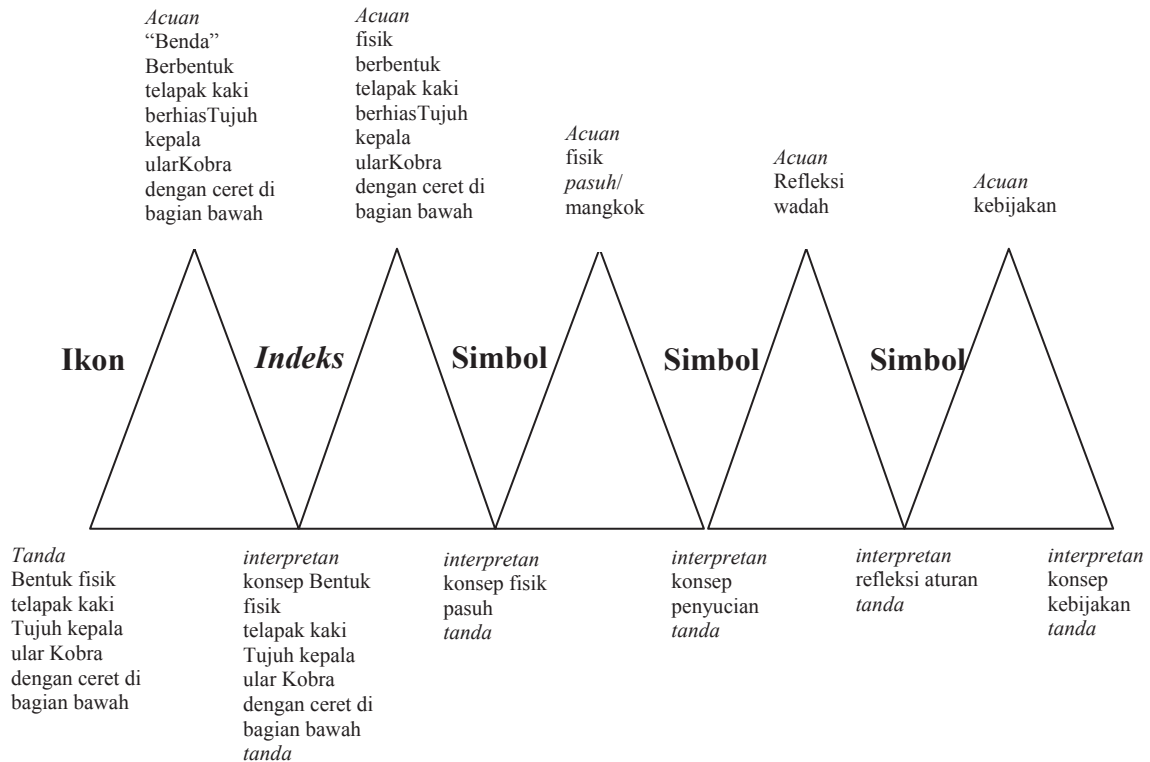 Acuan
“Benda”
Berbentuk
telapak kaki
berhiasTujuh
kepala
ularKobra
dengan ceret di
bagian bawah
Acuan
fisik
berbentuk
telapak kaki
berhiasTujuh
kepala
ularKobra
dengan ceret di
bagian bawah
Acuan
fisik
pasuh/
mangkok
Acuan
Refleksi
wadah
Acuan
kebijakan
Ikon
Indeks
Simbol
Simbol
Simbol
Tanda
Bentuk fisik
telapak kaki
Tujuh kepala
ular Kobra
dengan ceret di
bagian bawah
interpretan
konsep Bentuk
fisik
telapak kaki
Tujuh kepala
ular Kobra
dengan ceret di
bagian bawah
tanda
interpretan
konsep fisik
pasuh
tanda
interpretan
konsep
penyucian
tanda
interpretan
refleksi aturan
tanda
interpretan
konsep
kebijakan
tanda